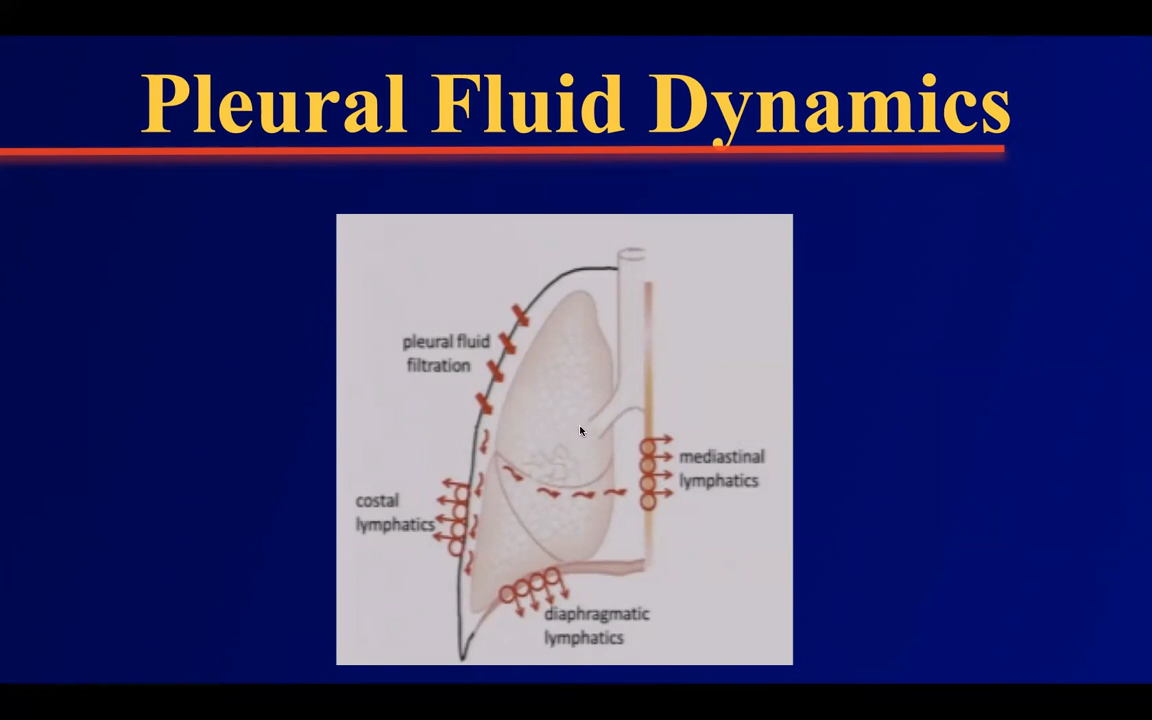 Pleural Fluid Dynamics
pleural fluid
filtration
costal
lymphatics
mediastinal
lymphatics
diaphragmatic
lymphatics